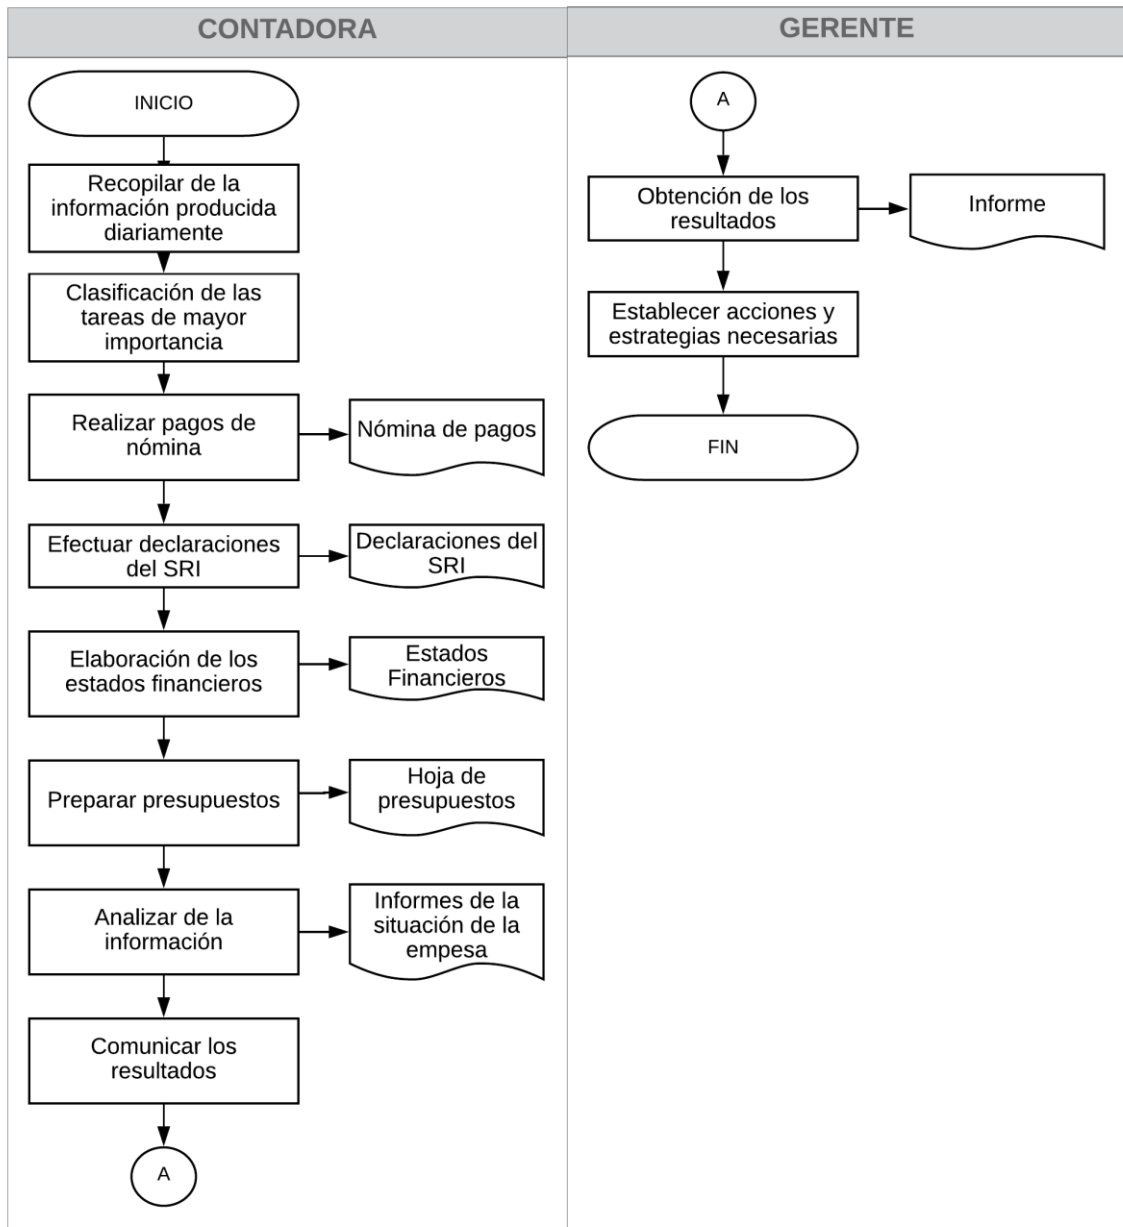 CONTADORA
INICIO
Recopilar de la
información producida
diariamente
Clasificación de las
tareas de mayor
importancia
Realizar pagos de
nómina
Nómina de pagos
Efectuar declaraciones
del SRI
Declaraciones del
SRI
Elaboración de los
estados financieros
Estados
Financieros
Preparar presupuestos
Hoja de
presupuestos
Analizar de la
información
Informes de la
situación de la
empesa
Comunicar los
resultados
A
GERENTE
A
Obtención de los
resultados
Informe
Establecer acciones y
estrategias necesarias
FIN